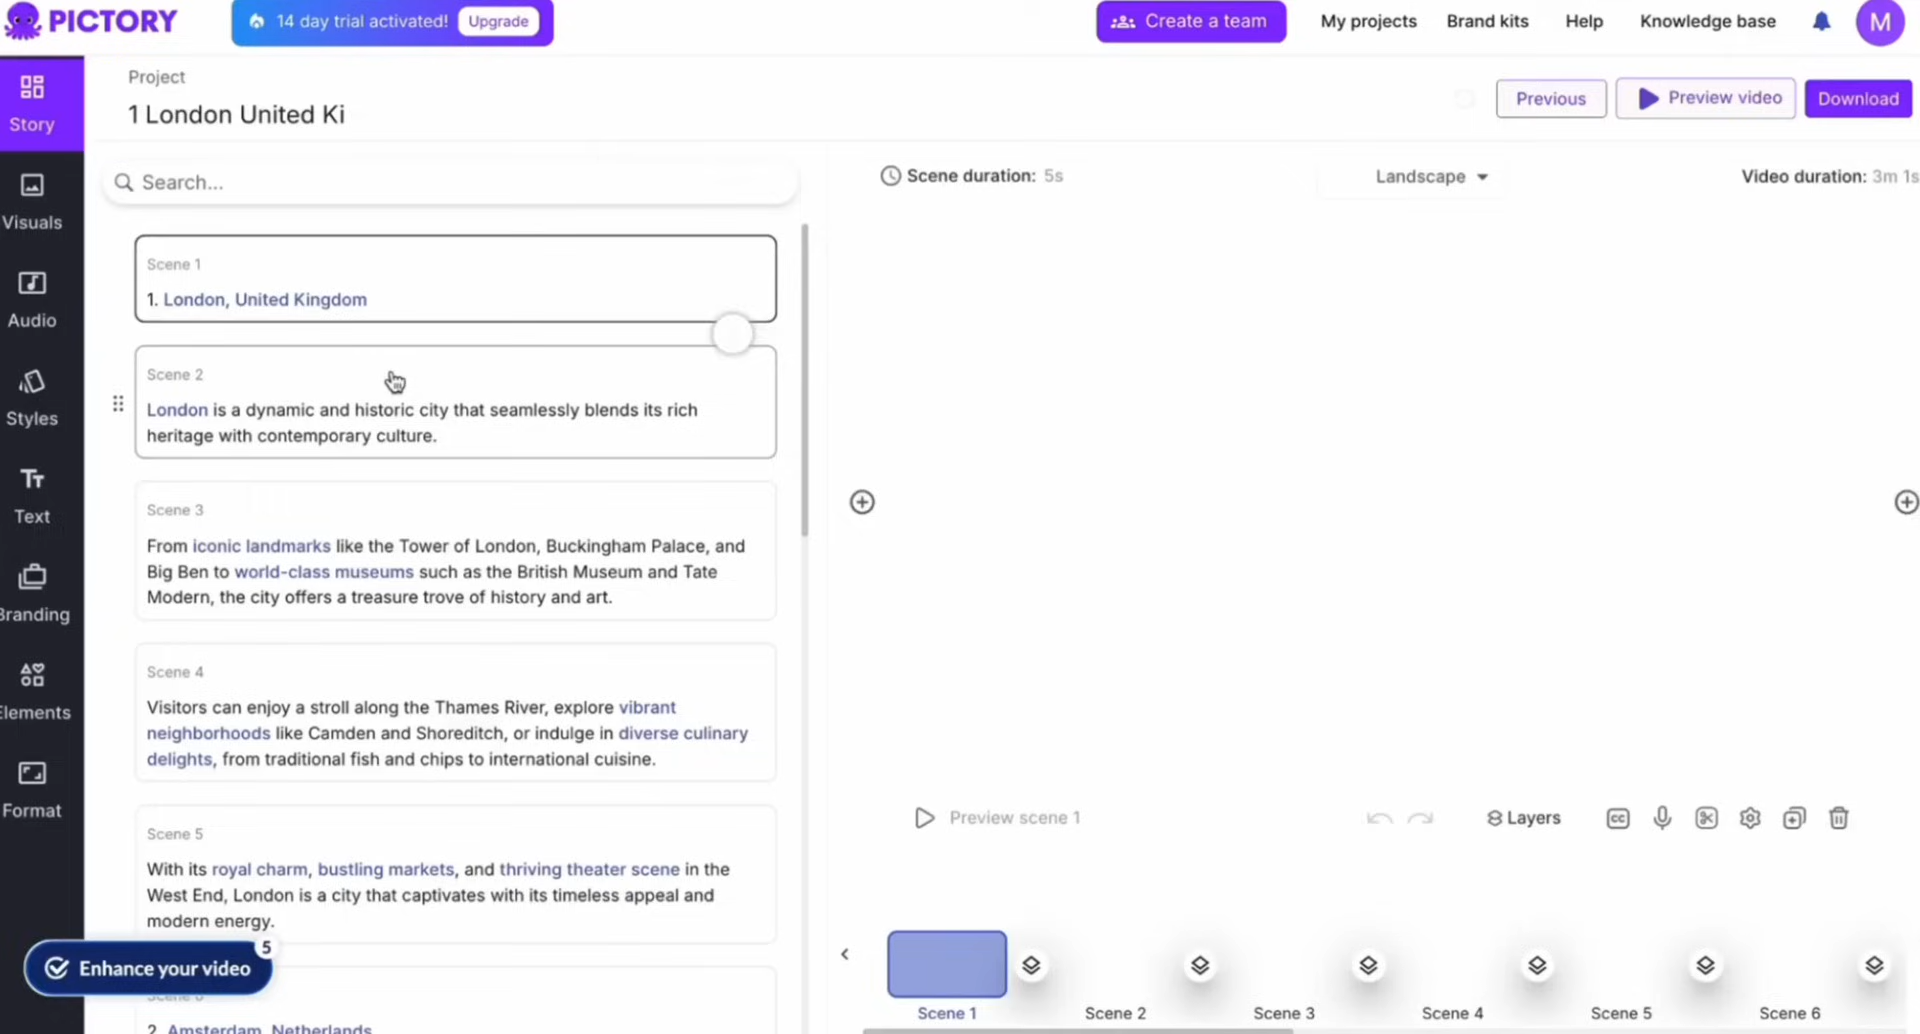 PICTORY
14 day trial activated! Upgrade
Create a team
My projects
Brand kits
Help
Knowledge base
M
Story
Visuals
Audio
Styles
Text
Branding
Elements
Format
Project
1 London United Ki
Previous
Preview video
Download
Search...
Scene 1
1. London, United Kingdom
Scene 2
London is a dynamic and historic city that seamlessly blends its rich
heritage with contemporary culture.
Scene 3
From iconic landmarks like the Tower of London, Buckingham Palace, and
Big Ben to world-class museums such as the British Museum and Tate
Modern, the city offers a treasure trove of history and art.
Scene 4
Visitors can enjoy a stroll along the Thames River, explore vibrant
neighborhoods like Camden and Shoreditch, or indulge in diverse culinary
delights, from traditional fish and chips to international cuisine.
Scene 5
With its royal charm, bustling markets, and thriving theater scene in the
West End, London is a city that captivates with its timeless appeal and
modern energy.
Scene 6
2. Amsterdam, Netherlands
Enhance your video
5
Scene duration: 5s
Landscape
Video duration: 3m 1s
Preview scene 1
Layers
CC
Scene 1
Scene 2
Scene 3
Scene 4
Scene 5
Scene 6